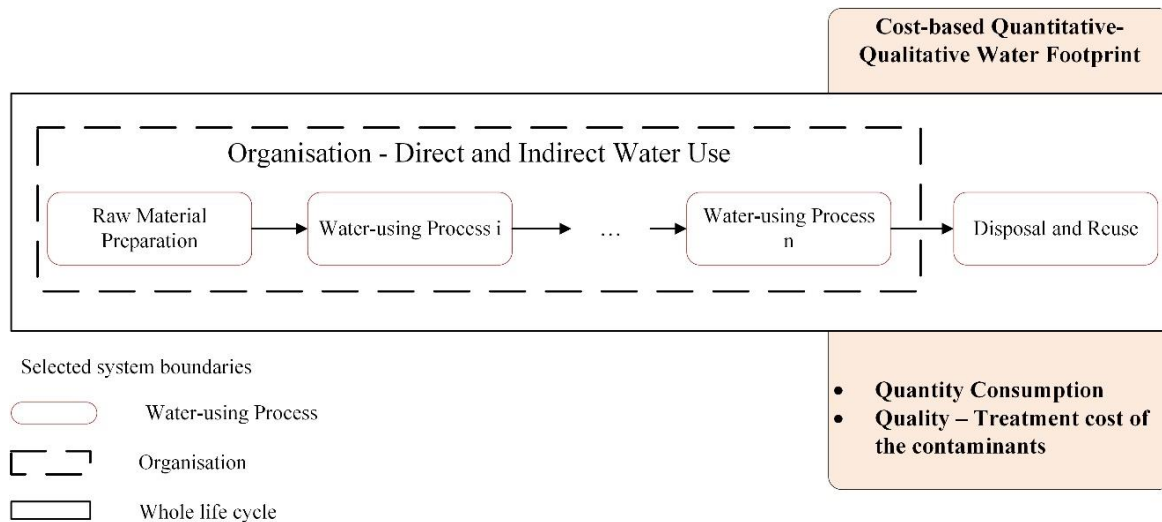 Cost-based Quantitative-
Qualitative Water Footprint
Organisation - Direct and Indirect Water Use
Raw Material
Preparation
Water-using Process i
...
Water-using Process
n
Disposal and Reuse
Selected system boundaries
Water-using Process
Organisation
Whole life cycle
• Quantity Consumption
• Quality – Treatment cost of
the contaminants